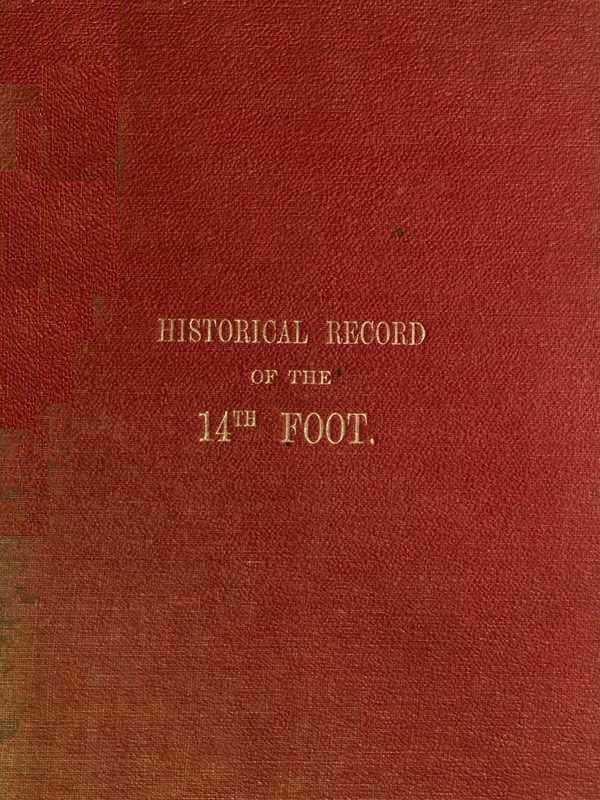 HISTORICAL RECORD
OF THE
14TH FOOT.